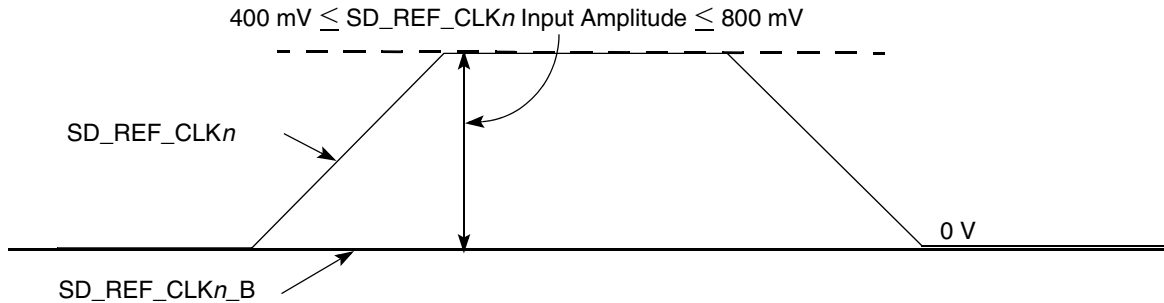 400 mV ≤ SD_REF_CLKn Input Amplitude ≤ 800 mV
SD_REF_CLKn
0 V
SD_REF_CLKn_B